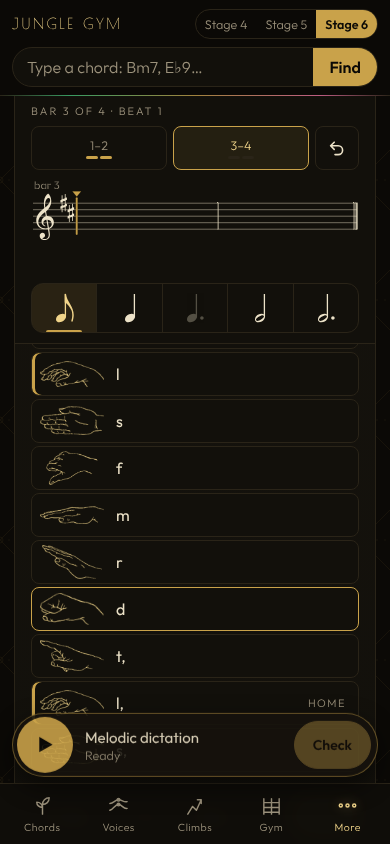 JUNGLE GYM
Stage 4 Stage 5 Stage 6
Type a chord: Bm7, E♭9... Find
BAR 3 OF 4 · BEAT 1
1–2 3–4
bar 3
l
s
f
m
r
d
t,
l,
HOME
Melodic dictation
Ready
Check
Chords Voices Climbs Gym More